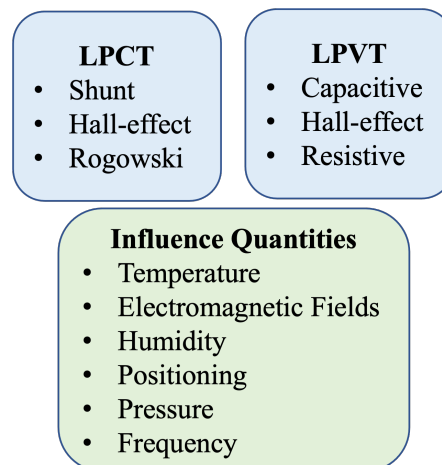 LPCT
• Shunt
• Hall-effect
• Rogowski
LPVT
• Capacitive
• Hall-effect
• Resistive
Influence Quantities
• Temperature
• Electromagnetic Fields
• Humidity
• Positioning
• Pressure
• Frequency